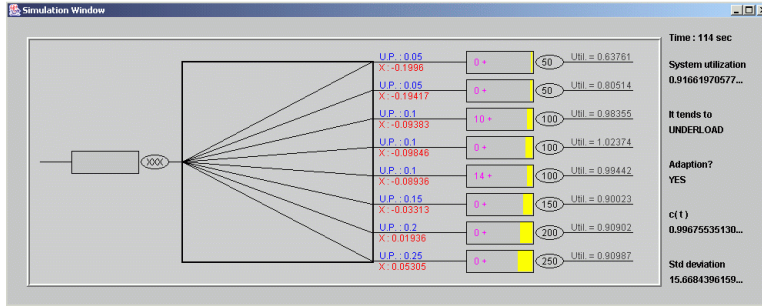 Simulation Window
Time : 114 sec
U.P. : 0.05
X : -0.1996
0 +
50
Util. = 0.63761
System utilization
0.91661970577...
U.P. : 0.05
X : -0.19417
0 +
50
Util. = 0.80514
U.P. : 0.1
X : -0.09383
10 +
100
Util. = 0.98355
It tends to
UNDERLOAD
U.P. : 0.1
X : -0.09846
0 +
100
Util. = 1.02374
XXX
U.P. : 0.1
X : -0.08936
14 +
100
Util. = 0.99442
Adaption?
YES
U.P. : 0.15
X : -0.03313
0 +
150
Util. = 0.90023
c( t )
0.99675535130...
U.P. : 0.2
X : 0.01936
0 +
200
Util. = 0.90902
U.P. : 0.25
X : 0.05305
0 +
250
Util. = 0.90987
Std deviation
15.6684396159...